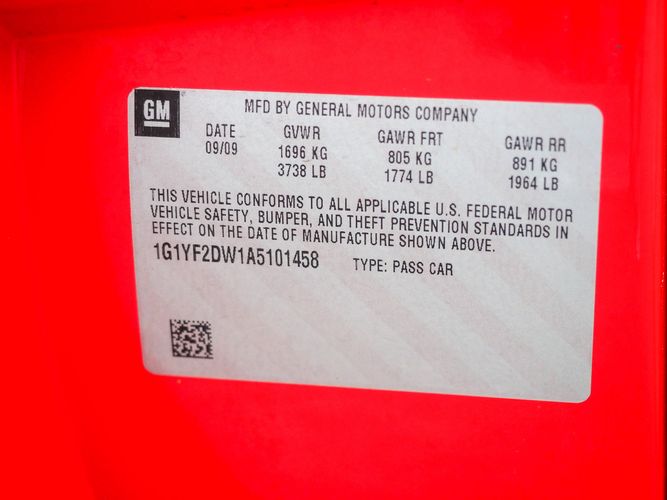 GM
MFD BY GENERAL MOTORS COMPANY
DATE GVWR GAWR FRT GAWR RR
09/09 1696 KG 805 KG 891 KG
3738 LB 1774 LB 1964 LB
THIS VEHICLE CONFORMS TO ALL APPLICABLE U.S. FEDERAL MOTOR
VEHICLE SAFETY, BUMPER, AND THEFT PREVENTION STANDARDS IN
EFFECT ON THE DATE OF MANUFACTURE SHOWN ABOVE.
1G1YF2DW1A5101458 TYPE: PASS CAR